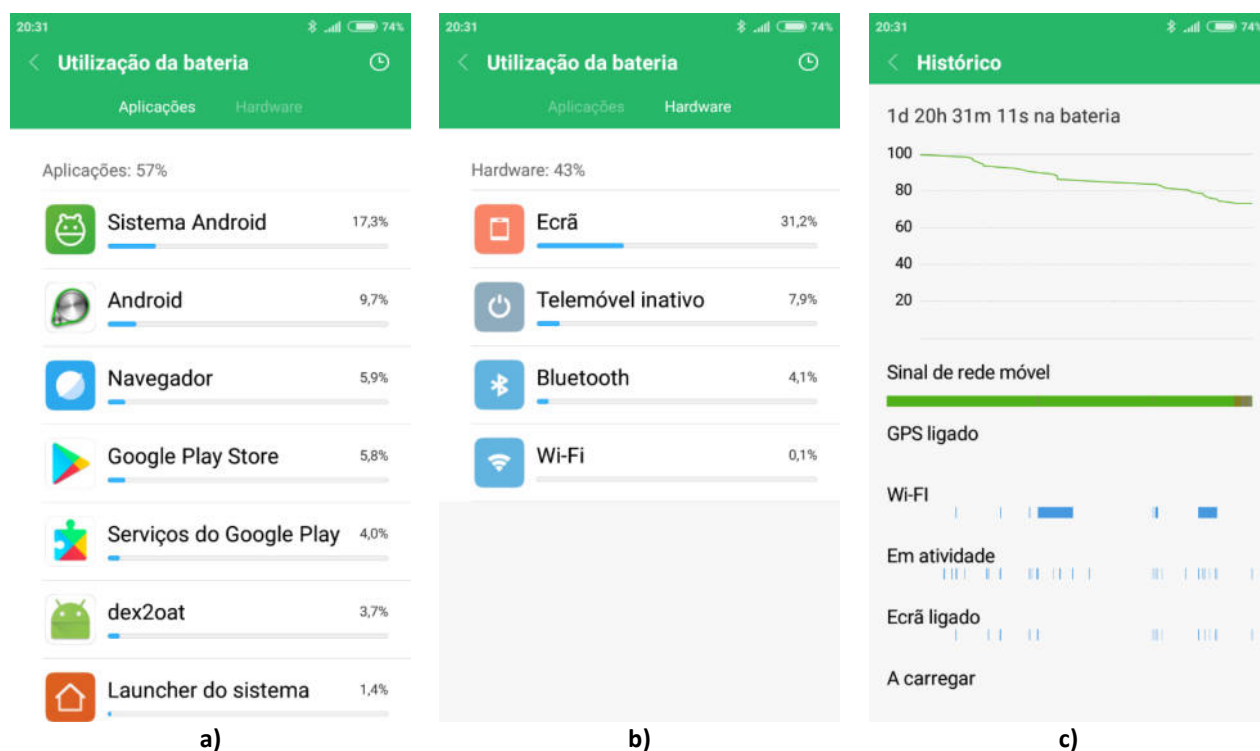 20:31
74%
Utilização da bateria
Aplicações Hardware
Aplicações: 57%
Sistema Android 17,3%
Android 9,7%
Navegador 5,9%
Google Play Store 5,8%
Serviços do Google Play 4,0%
dex2oat 3,7%
Launcher do sistema 1,4%
a)
20:31
74%
Utilização da bateria
Aplicações Hardware
Hardware: 43%
Ecrã 31,2%
Telemóvel inativo 7,9%
Bluetooth 4,1%
Wi-Fi 0,1%
b)
20:31
74%
Histórico
1d 20h 31m 11s na bateria
100
80
60
40
20
Sinal de rede móvel
GPS ligado
Wi-FI
Em atividade
Ecrã ligado
A carregar
c)